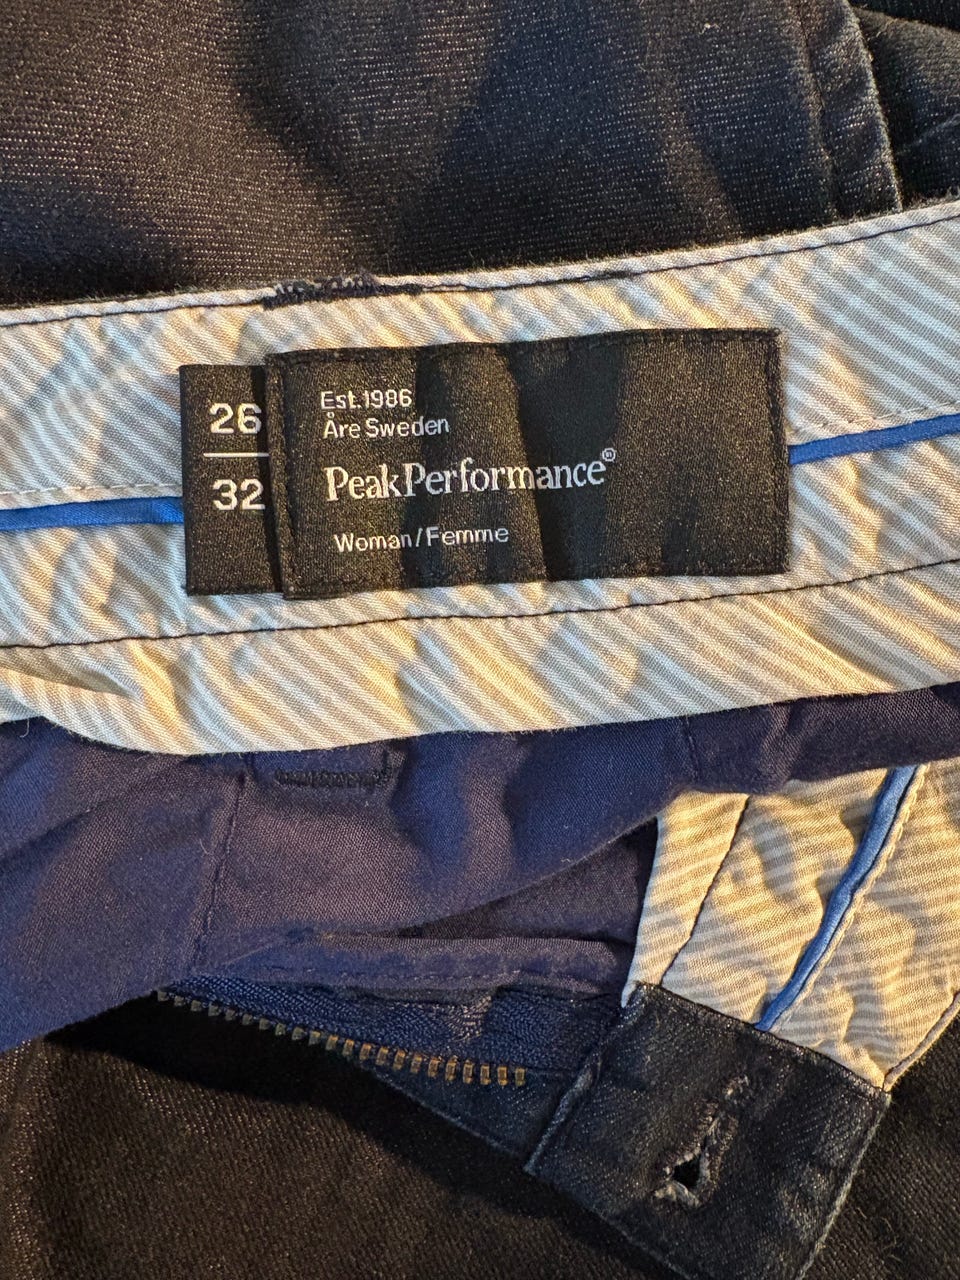 26
32
Est.1986
Åre Sweden
PeakPerformance®
Woman/Femme